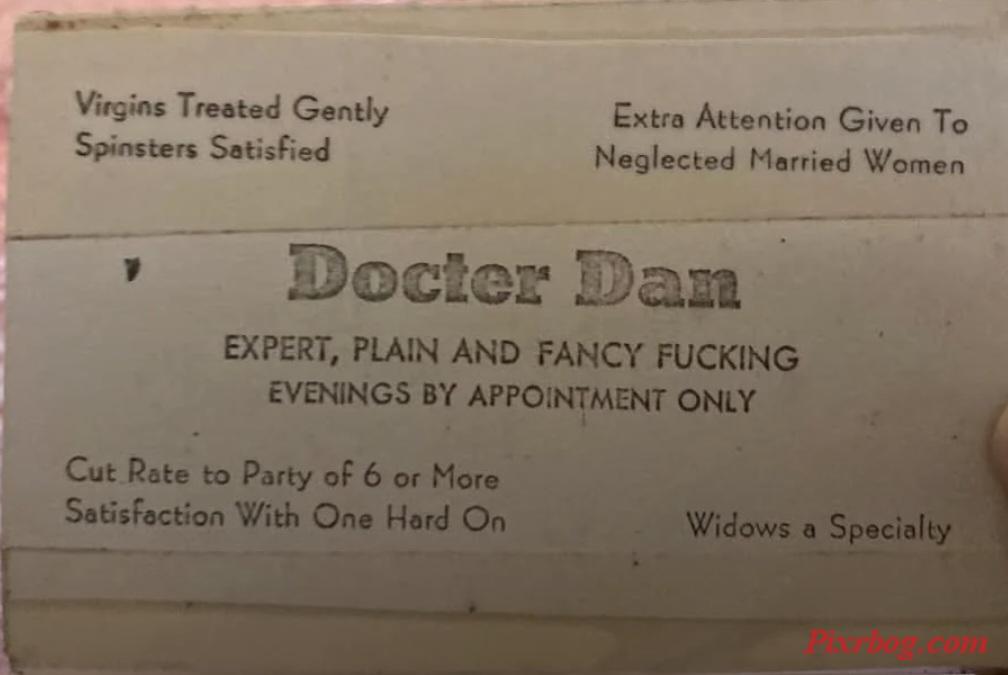 Virgins Treated Gently
Spinsters Satisfied
Extra Attention Given To
Neglected Married Women
Docter Dan
EXPERT, PLAIN AND FANCY FUCKING
EVENINGS BY APPOINTMENT ONLY
Cut Rate to Party of 6 or More
Satisfaction With One Hard On
Widows a Specialty
Pixrbog.com